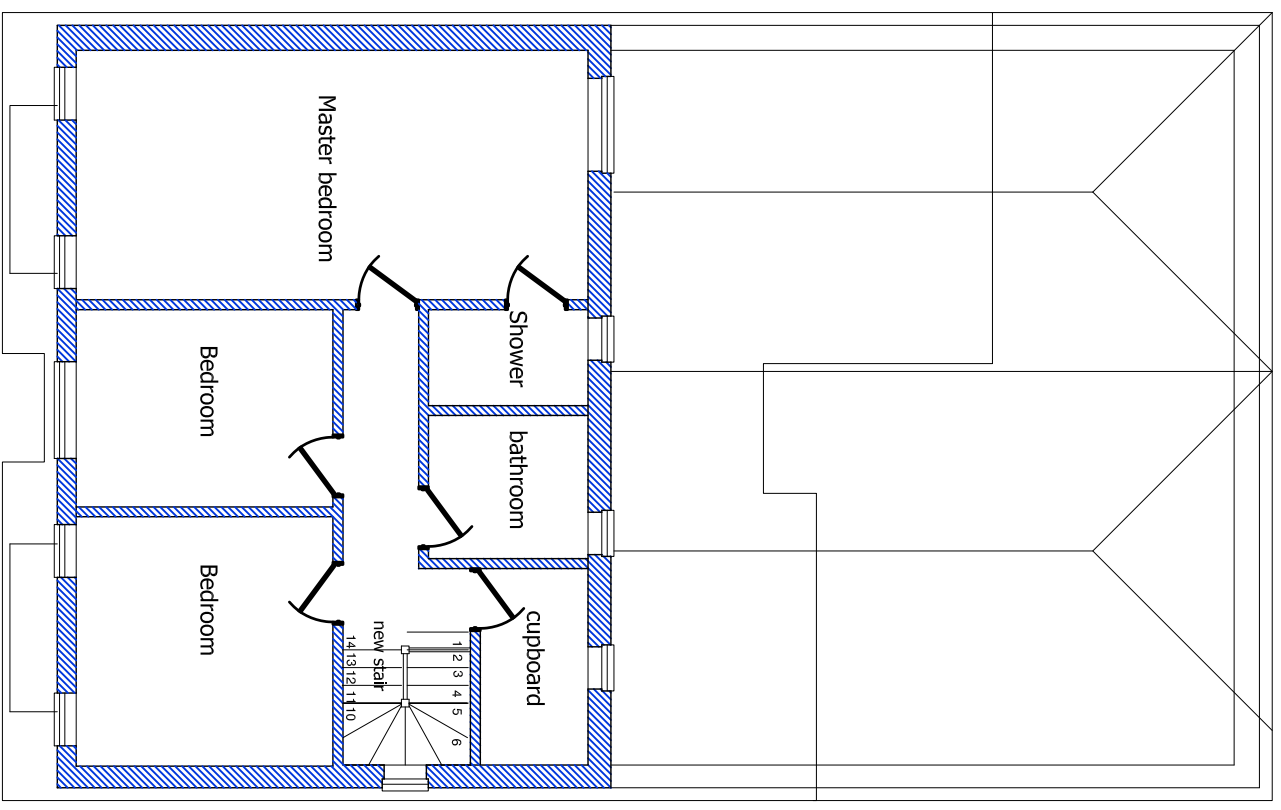 Master bedroom
Shower
Bedroom
bathroom
Bedroom
cupboard
new stair
1
2
3
4
5
6
14 13 12 11 10